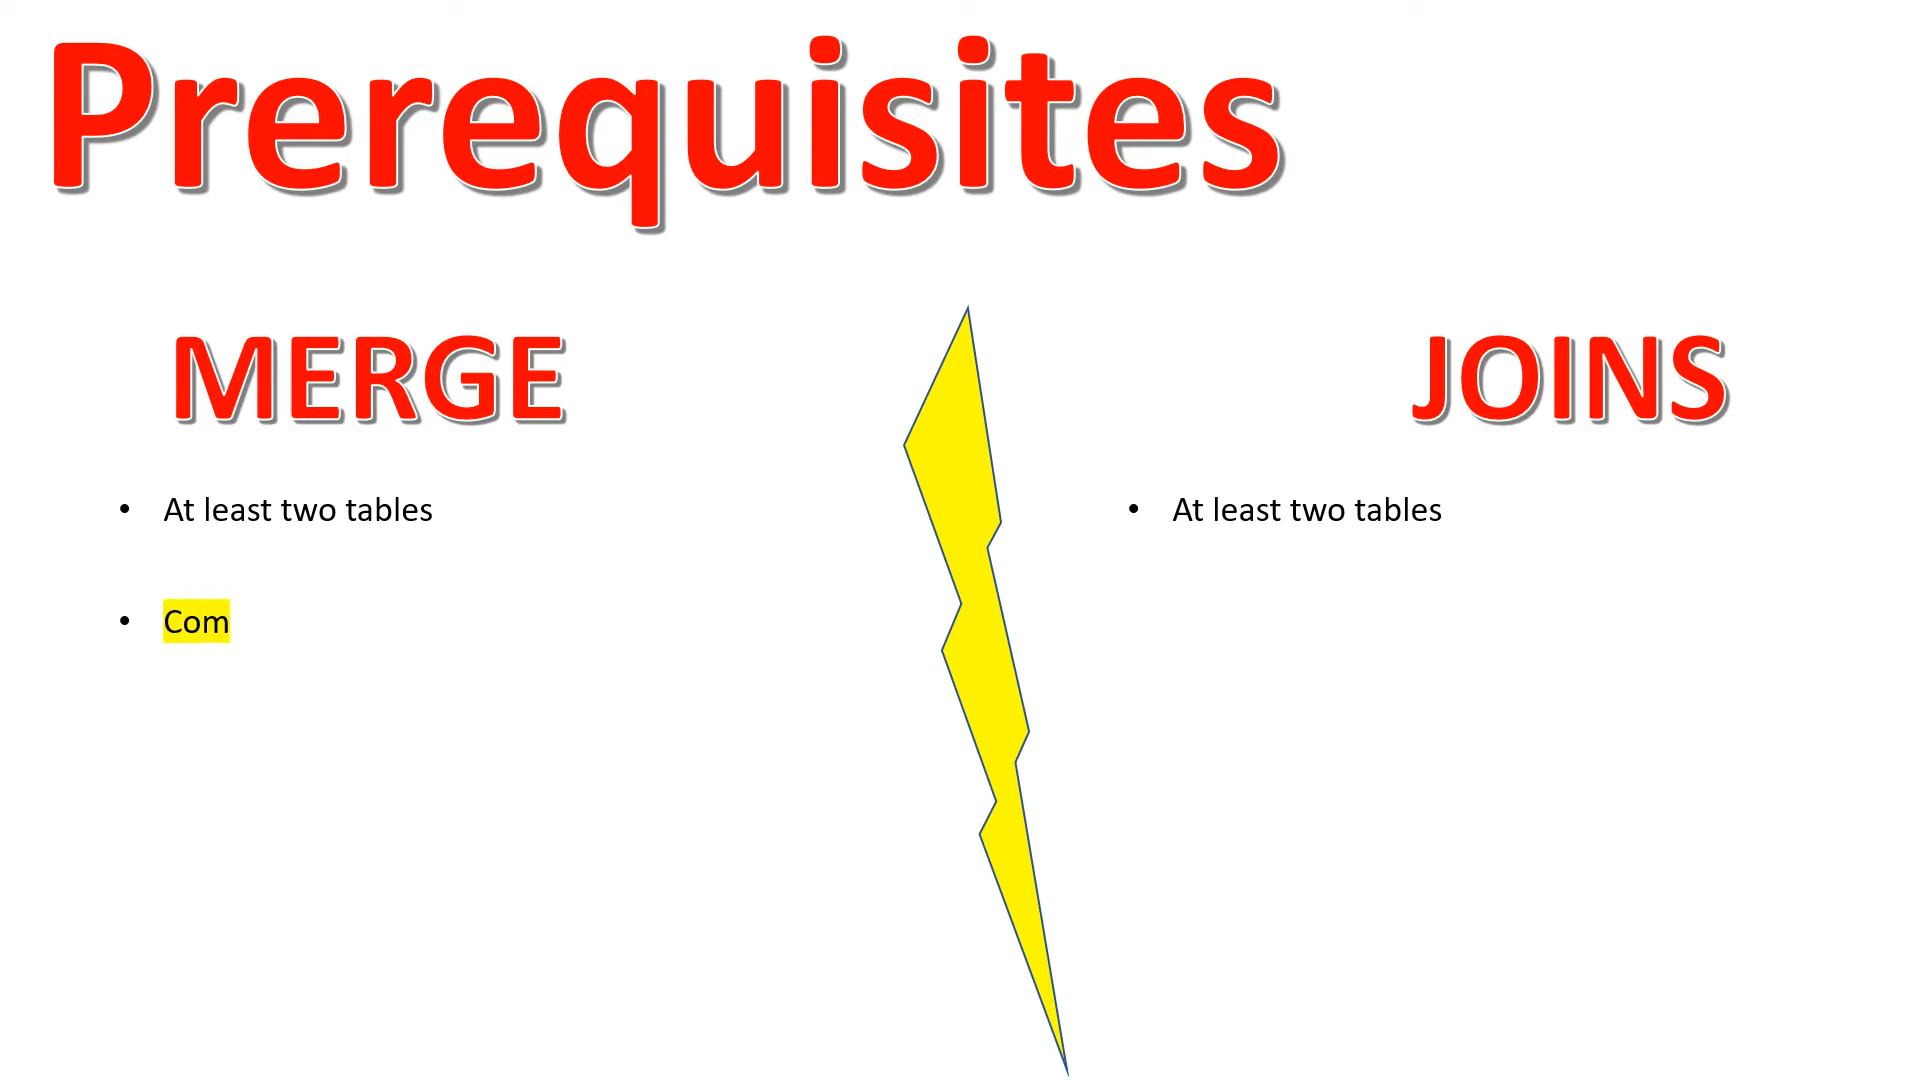 Prerequisites
MERGE
• At least two tables
• Com
JOINS
• At least two tables